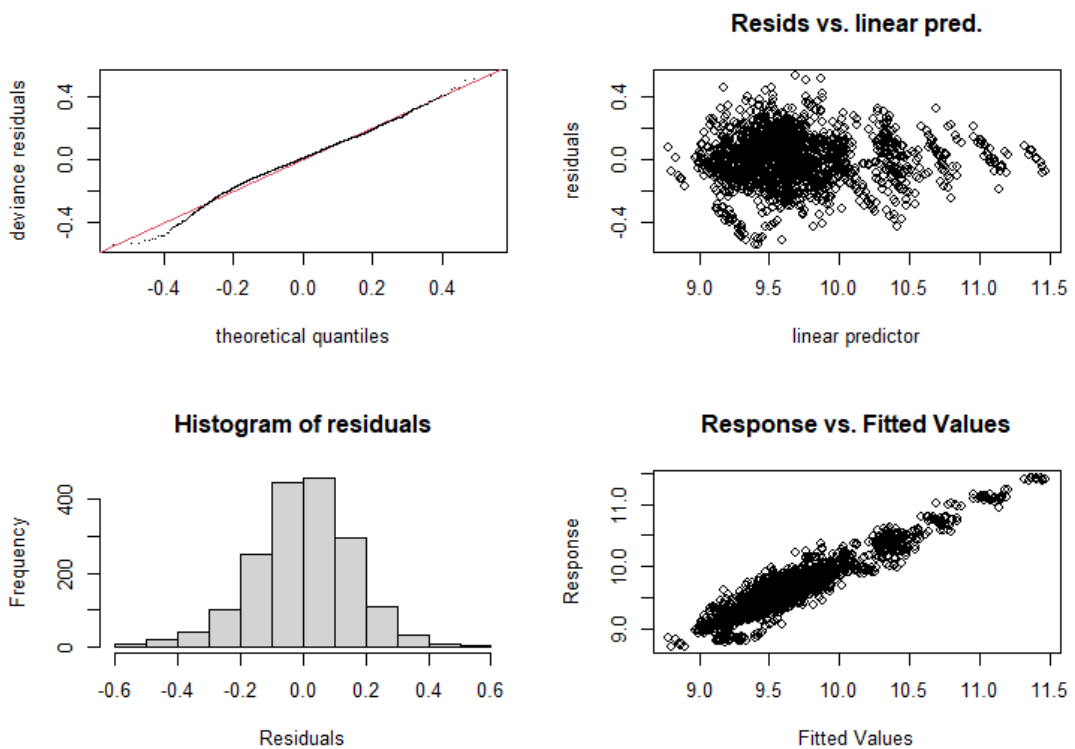 deviance residuals
0.4
0.0
-0.4
-0.4 -0.2 0.0 0.2 0.4
theoretical quantiles
Resids vs. linear pred.
residuals
0.4
0.0
-0.4
9.0 9.5 10.0 10.5 11.0 11.5
linear predictor
Histogram of residuals
Frequency
400
200
0
-0.6 -0.4 -0.2 0.0 0.2 0.4 0.6
Residuals
Response vs. Fitted Values
Response
11.0
10.0
9.0
9.0 9.5 10.0 10.5 11.0 11.5
Fitted Values